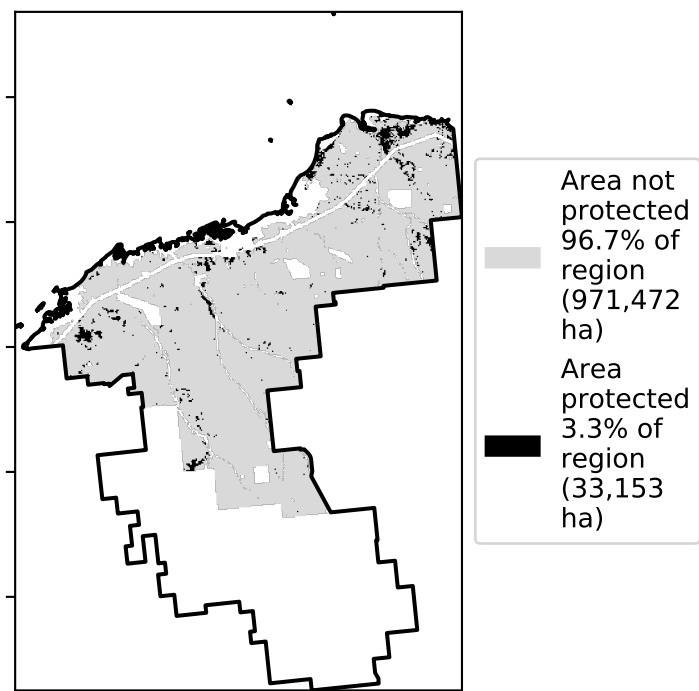 Area not
protected
96.7% of
region
(971,472
ha)
Area
protected
3.3% of
region
(33,153
ha)